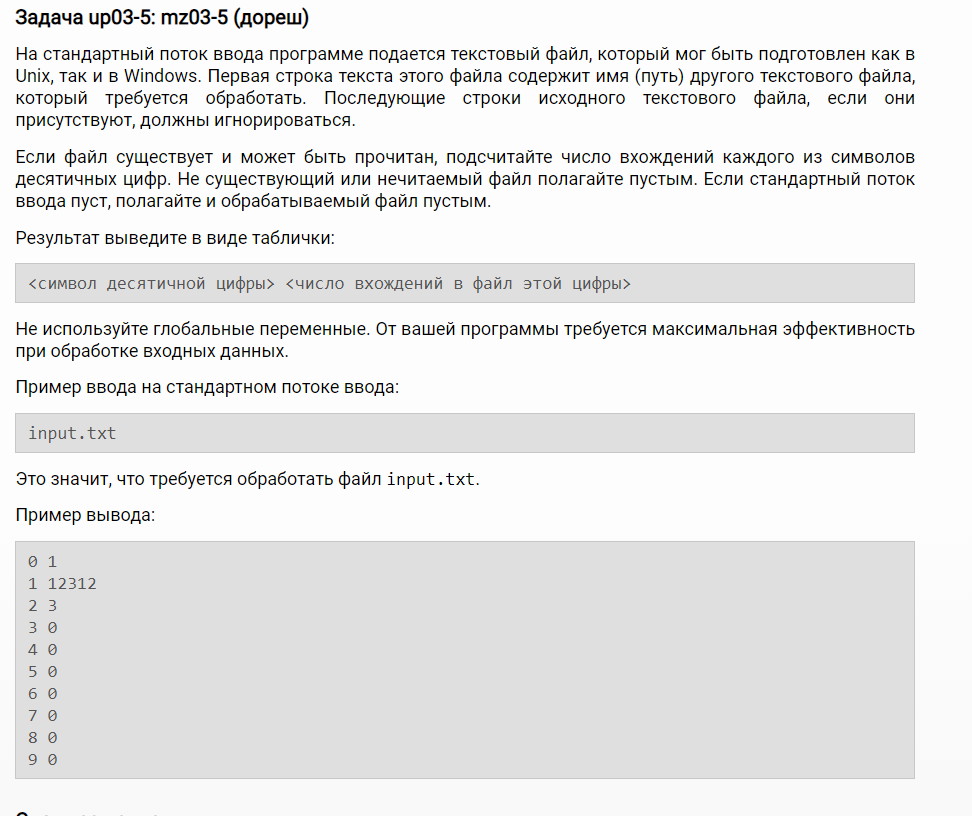 Задача up03-5: mz03-5 (дореш)
На стандартный поток ввода программе подается текстовый файл, который мог быть подготовлен как в
Unix, так и в Windows. Первая строка текста этого файла содержит имя (путь) другого текстового файла,
который требуется обработать. Последующие строки исходного текстового файла, если они
присутствуют, должны игнорироваться.
Если файл существует и может быть прочитан, подсчитайте число вхождений каждого из символов
десятичных цифр. Не существующий или нечитаемый файл полагайте пустым. Если стандартный поток
ввода пуст, полагайте и обрабатываемый файл пустым.
Результат выведите в виде таблички:
<символ десятичной цифры> <число вхождений в файл этой цифры>
Не используйте глобальные переменные. От вашей программы требуется максимальная эффективность
при обработке входных данных.
Пример ввода на стандартном потоке ввода:
input.txt
Это значит, что требуется обработать файл input.txt.
Пример вывода:
0 1
1 12312
2 3
3 0
4 0
5 0
6 0
7 0
8 0
9 0